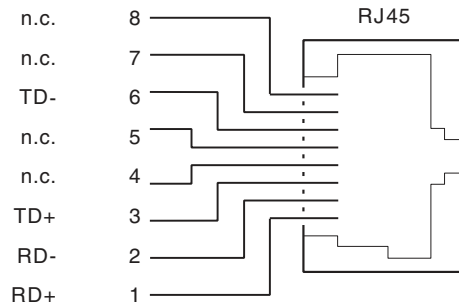 RJ45
n.c. 8
n.c. 7
TD- 6
n.c. 5
n.c. 4
TD+ 3
RD- 2
RD+ 1